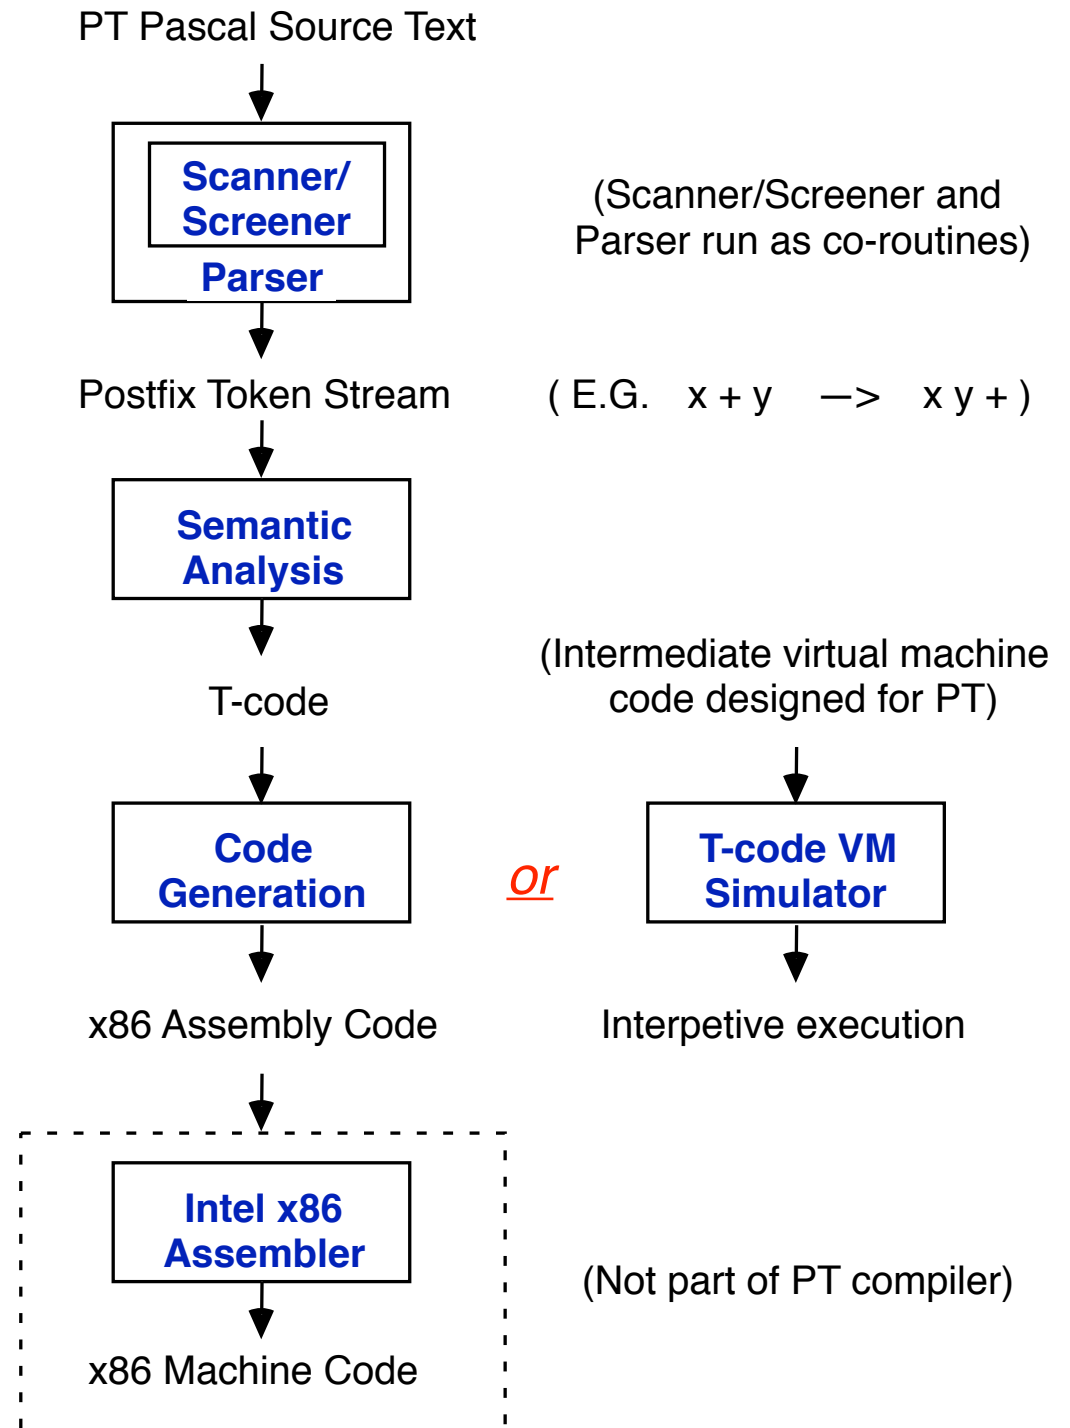 PT Pascal Source Text
Scanner/
Screener
Parser
(Scanner/Screener and
Parser run as co-routines)
Postfix Token Stream
( E.G. x + y —> x y + )
Semantic
Analysis
T-code
(Intermediate virtual machine
code designed for PT)
Code
Generation
or
T-code VM
Simulator
x86 Assembly Code
Interpetive execution
Intel x86
Assembler
(Not part of PT compiler)
x86 Machine Code